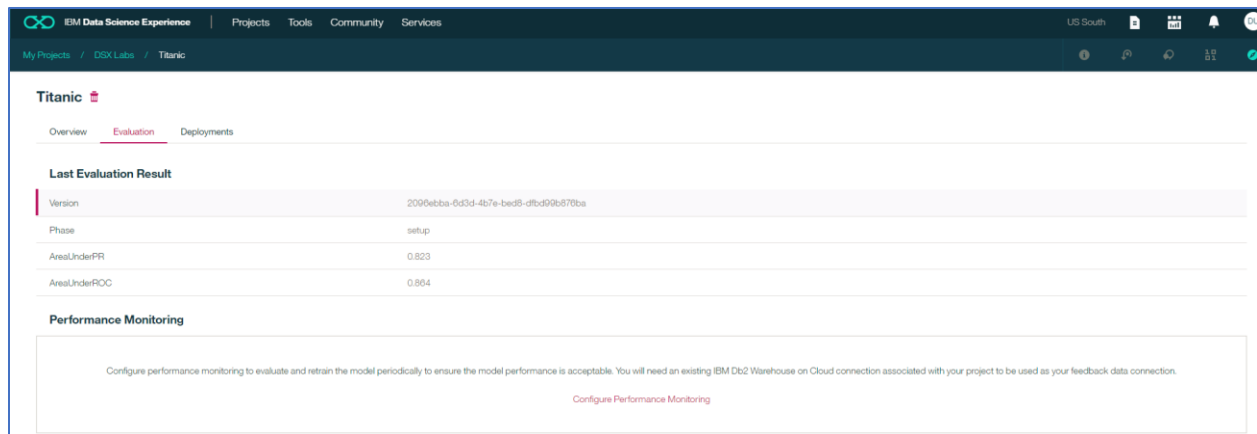 IBM Data Science Experience | Projects Tools Community Services US South DU
My Projects / DSX Labs / Titanic
Titanic
Overview Evaluation Deployments
Last Evaluation Result
Version 2096ebba-6d3d-4b7e-bed8-dfbd99b876ba
Phase setup
AreaUnderPR 0.823
AreaUnderROC 0.864
Performance Monitoring
Configure performance monitoring to evaluate and retrain the model periodically to ensure the model performance is acceptable. You will need an existing IBM Db2 Warehouse on Cloud connection associated with your project to be used as your feedback data connection.
Configure Performance Monitoring